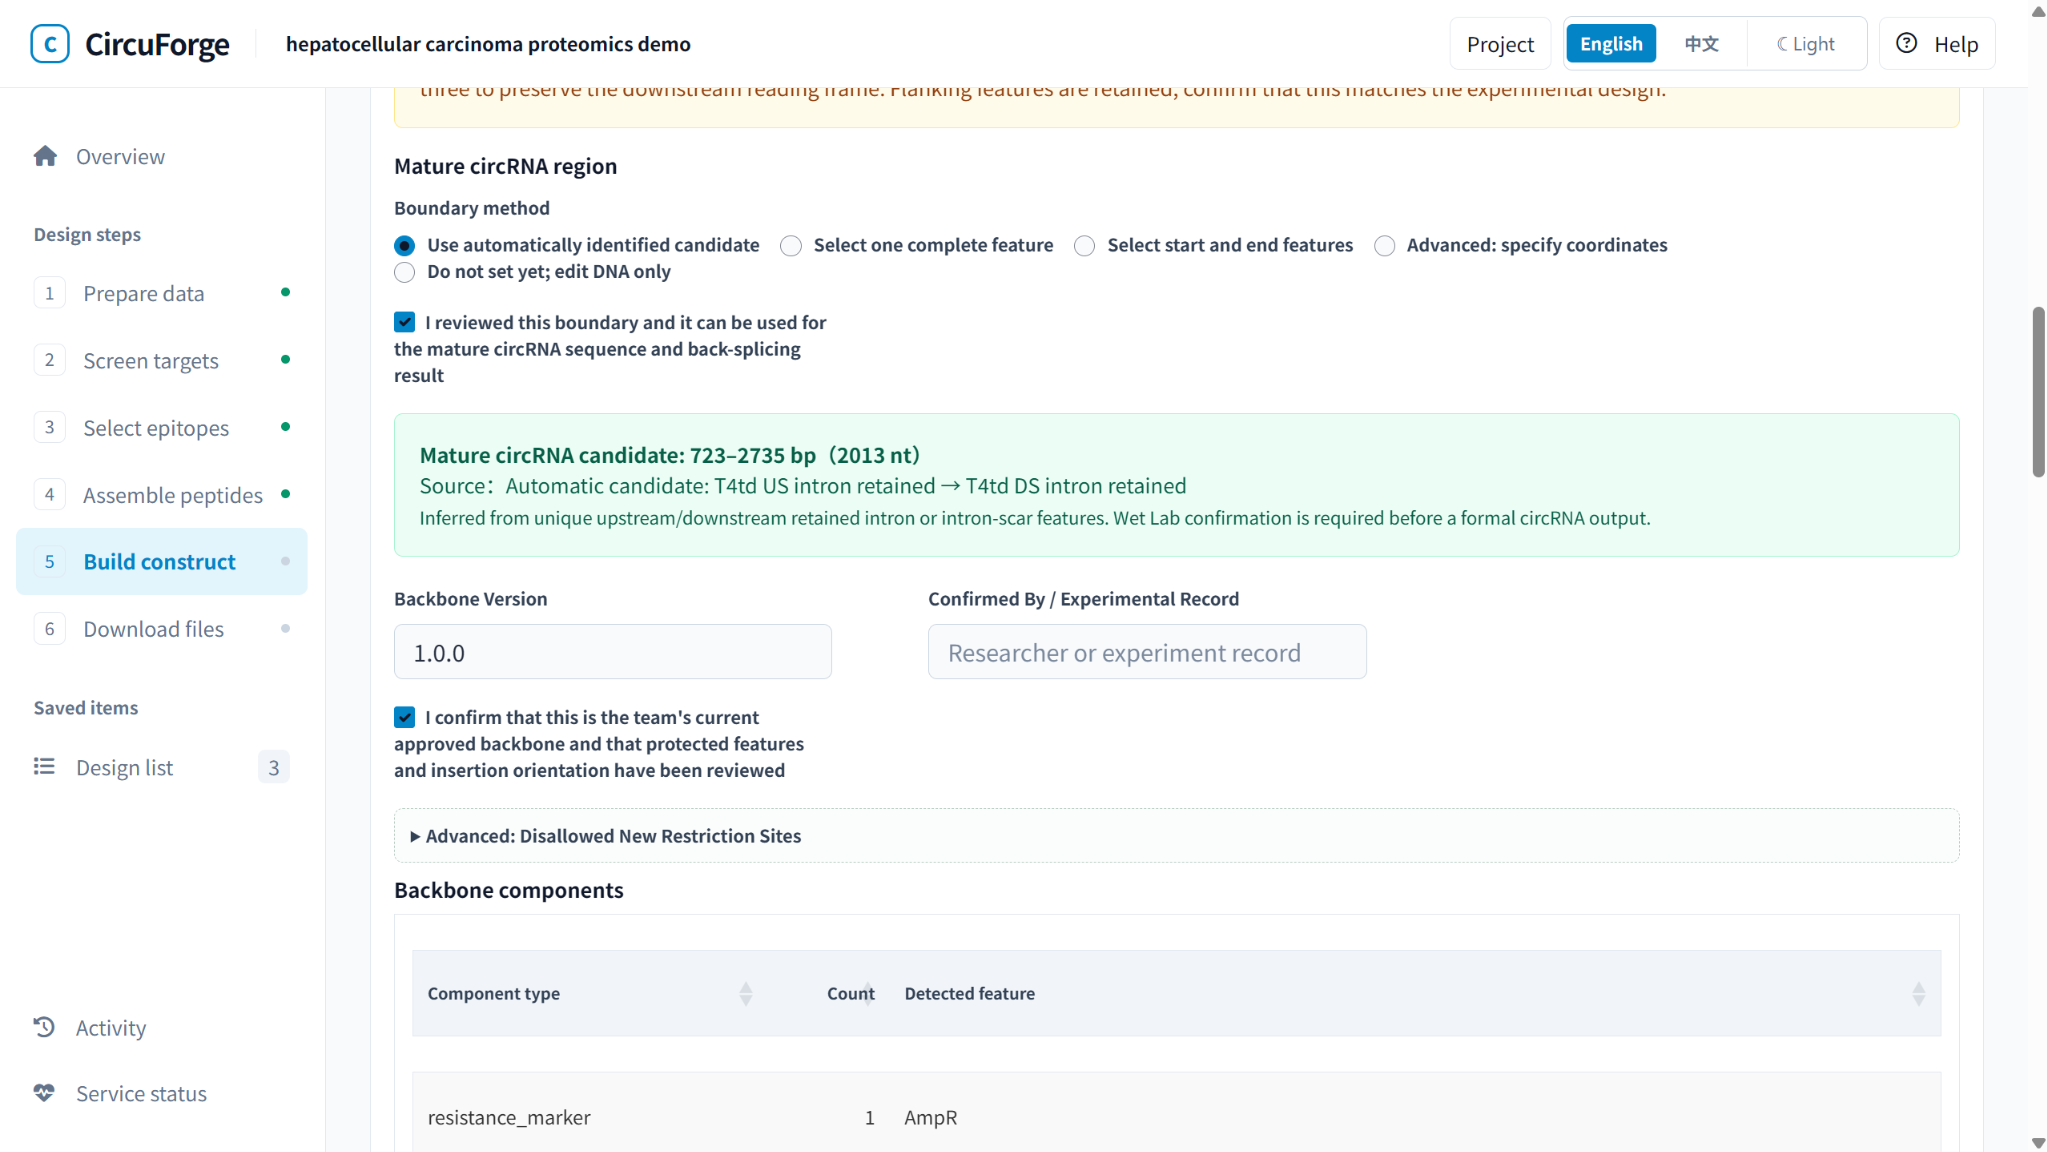 C CircuForge
hepatocellular carcinoma proteomics demo
Project
English
中文
Light
Help
Overview
Design steps
1 Prepare data
2 Screen targets
3 Select epitopes
4 Assemble peptides
5 Build construct
6 Download files
Saved items
Design list 3
Activity
Service status
three to preserve the downstream reading frame. Flanking features are retained; confirm that this matches the experimental design.
Mature circRNA region
Boundary method
Use automatically identified candidate
Select one complete feature
Select start and end features
Advanced: specify coordinates
Do not set yet; edit DNA only
I reviewed this boundary and it can be used for
the mature circRNA sequence and back-splicing
result
Mature circRNA candidate: 723–2735 bp（2013 nt）
Source：Automatic candidate: T4td US intron retained → T4td DS intron retained
Inferred from unique upstream/downstream retained intron or intron-scar features. Wet Lab confirmation is required before a formal circRNA output.
Backbone Version
Confirmed By / Experimental Record
1.0.0
Researcher or experiment record
I confirm that this is the team's current
approved backbone and that protected features
and insertion orientation have been reviewed
Advanced: Disallowed New Restriction Sites
Backbone components
Component type Count Detected feature
resistance_marker 1 AmpR